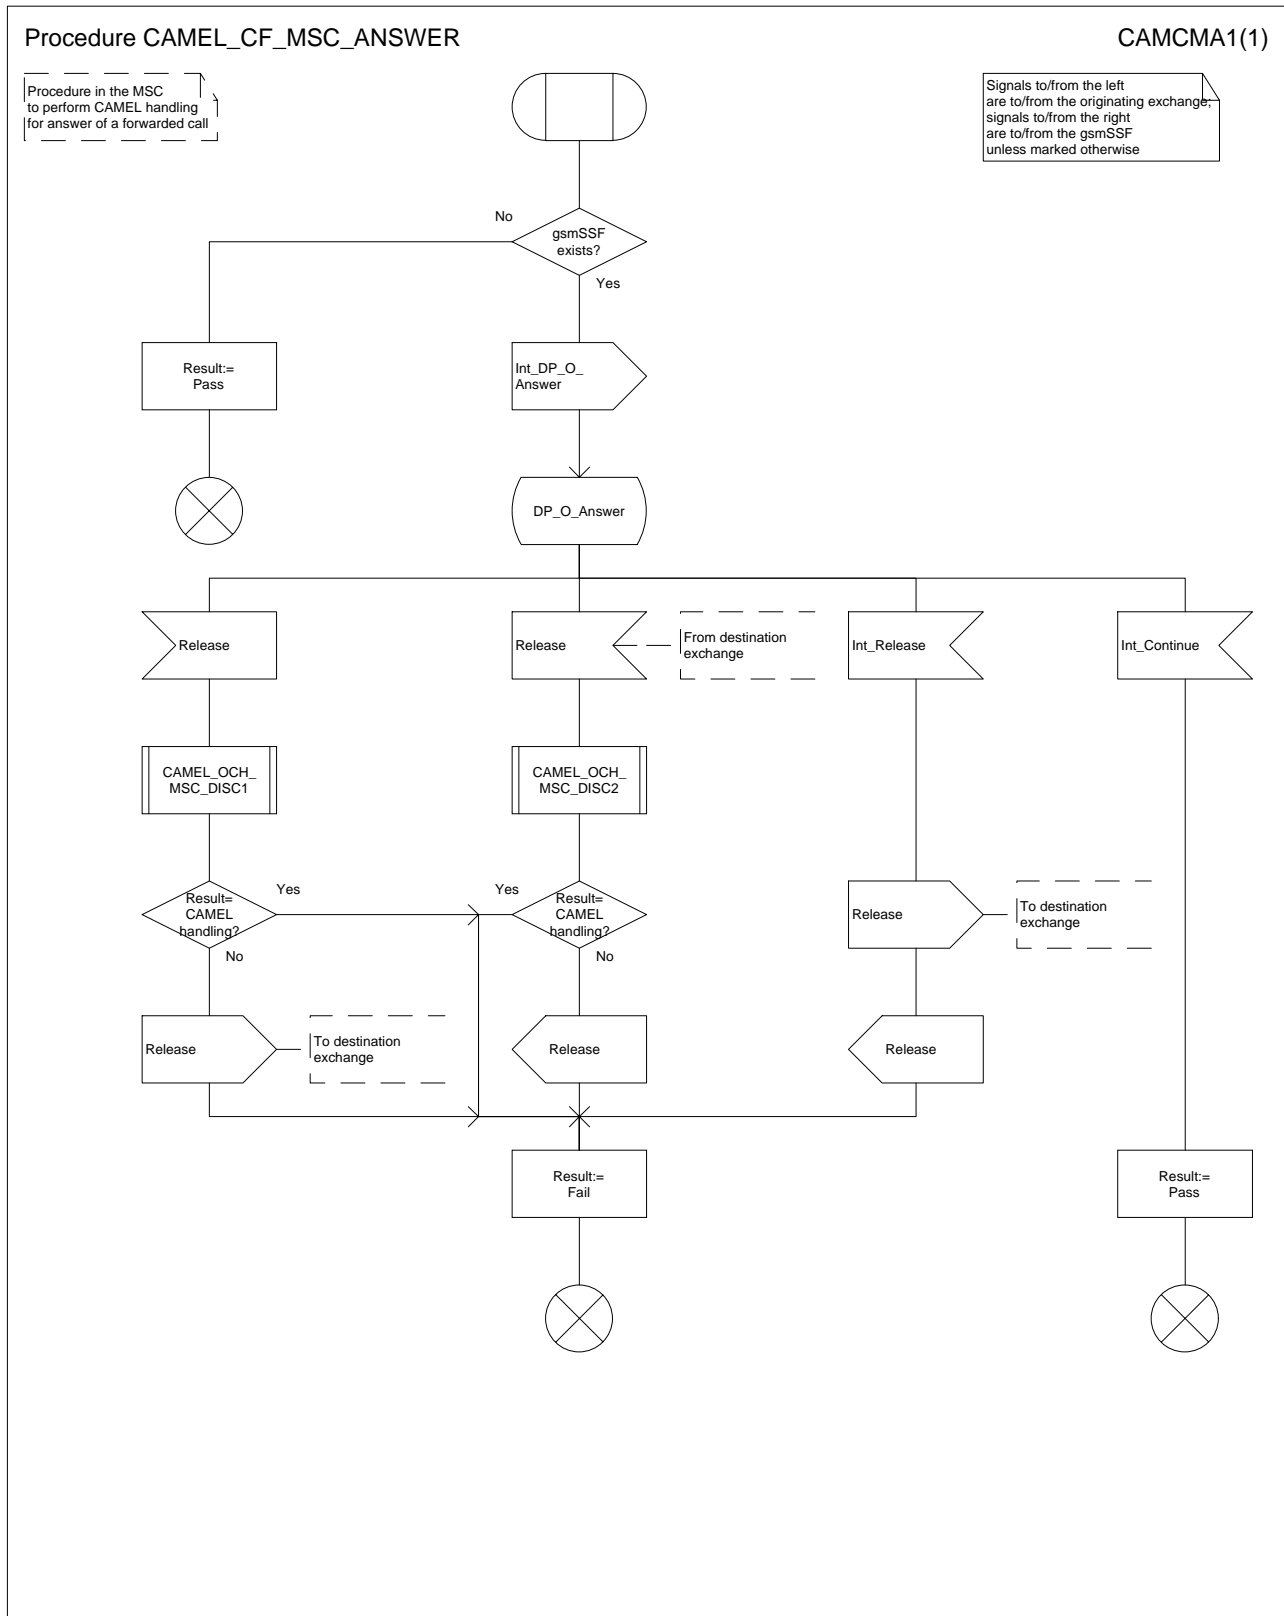 Procedure CAMEL_CF_MSC_ANSWER
CAMCMA1(1)
Procedure in the MSC
to perform CAMEL handling
for answer of a forwarded call
Signals to/from the left
are to/from the originating exchange;
signals to/from the right
are to/from the gsmSSF
unless marked otherwise
No
gsmSSF
exists?
Yes
Result:=
Pass
Int_DP_O_
Answer
DP_O_Answer
Release
Release
From destination
exchange
Int_Release
Int_Continue
CAMEL_OCH_
MSC_DISC1
CAMEL_OCH_
MSC_DISC2
Result=
CAMEL
handling?
Yes
No
Yes
Result=
CAMEL
handling?
No
Release
To destination
exchange
Release
To destination
exchange
Release
Release
Result:=
Fail
Result:=
Pass